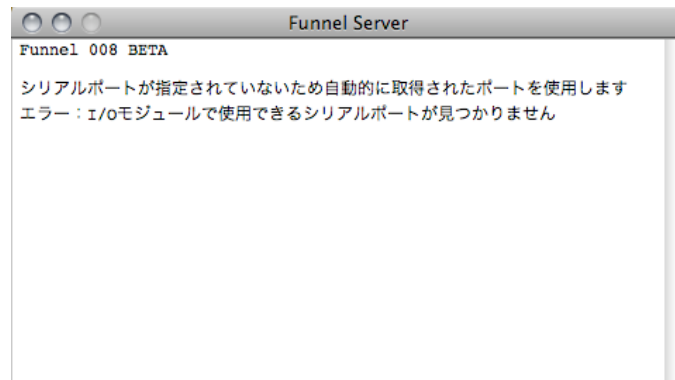 Funnel Server
Funnel 008 BETA
シリアルポートが指定されていないため自動的に取得されたポートを使用します
エラー：I/Oモジュールで使用できるシリアルポートが見つかりません